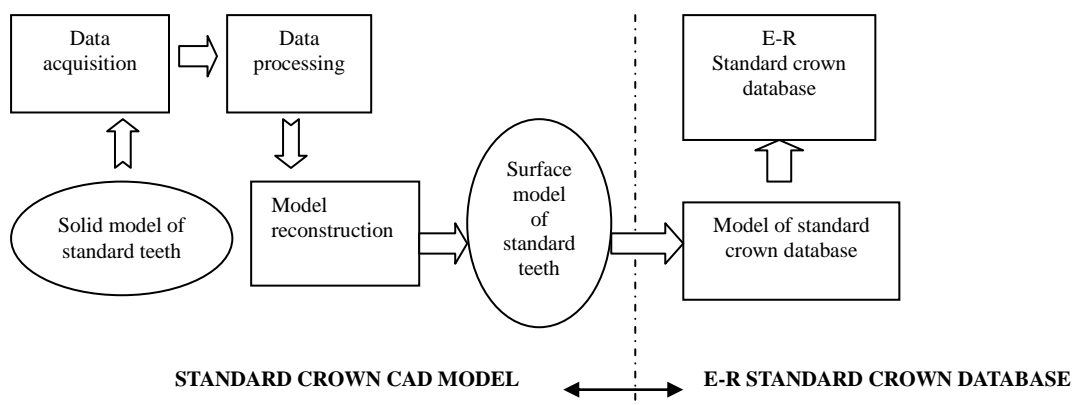 Data
acquisition
Data
processing
E-R
Standard crown
database
Solid model of
standard teeth
Model
reconstruction
Surface
model
of
standard
teeth
Model of standard
crown database
STANDARD CROWN CAD MODEL
E-R STANDARD CROWN DATABASE